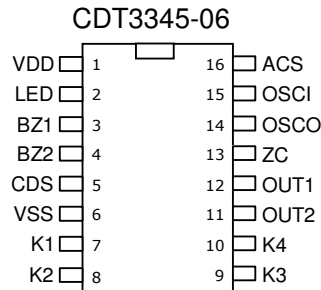 CDT3345-06
VDD 1 16 ACS
LED 2 15 OSCI
BZ1 3 14 OSCO
BZ2 4 13 ZC
CDS 5 12 OUT1
VSS 6 11 OUT2
K1 7 10 K4
K2 8 9 K3